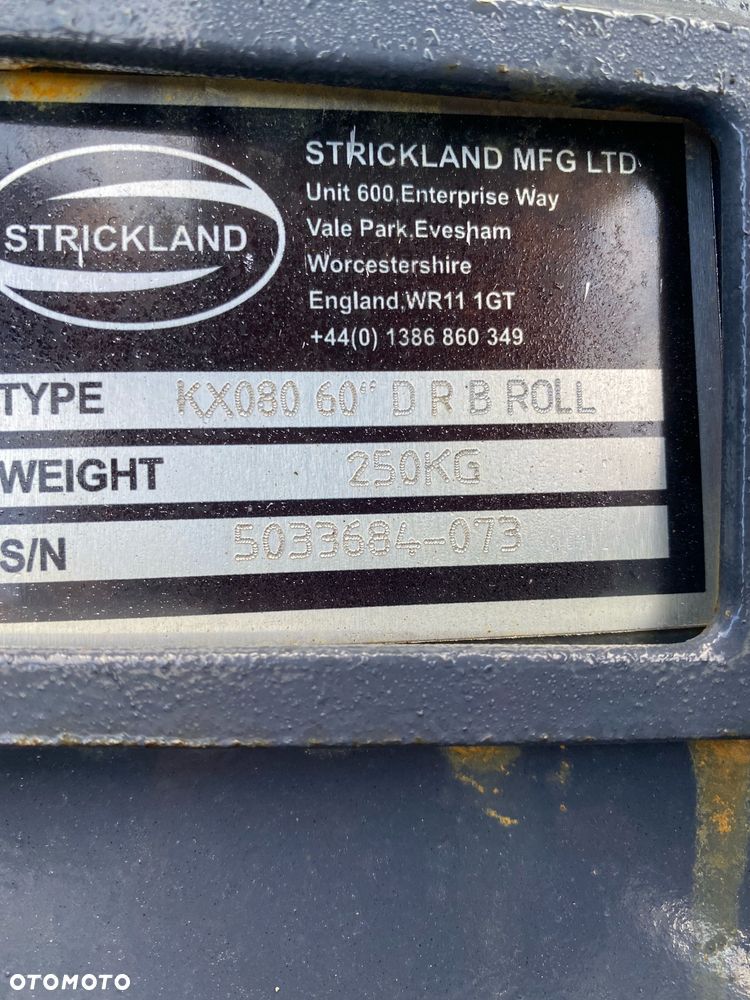 STRICKLAND
STRICKLAND MFG LTD
Unit 600,Enterprise Way
Vale Park,Evesham
Worcestershire
England,WR11 1GT
+44(0) 1386 860 349
TYPE KX080 60" D R B ROLL
WEIGHT 250KG
S/N 5033684-073
OTOMOTO